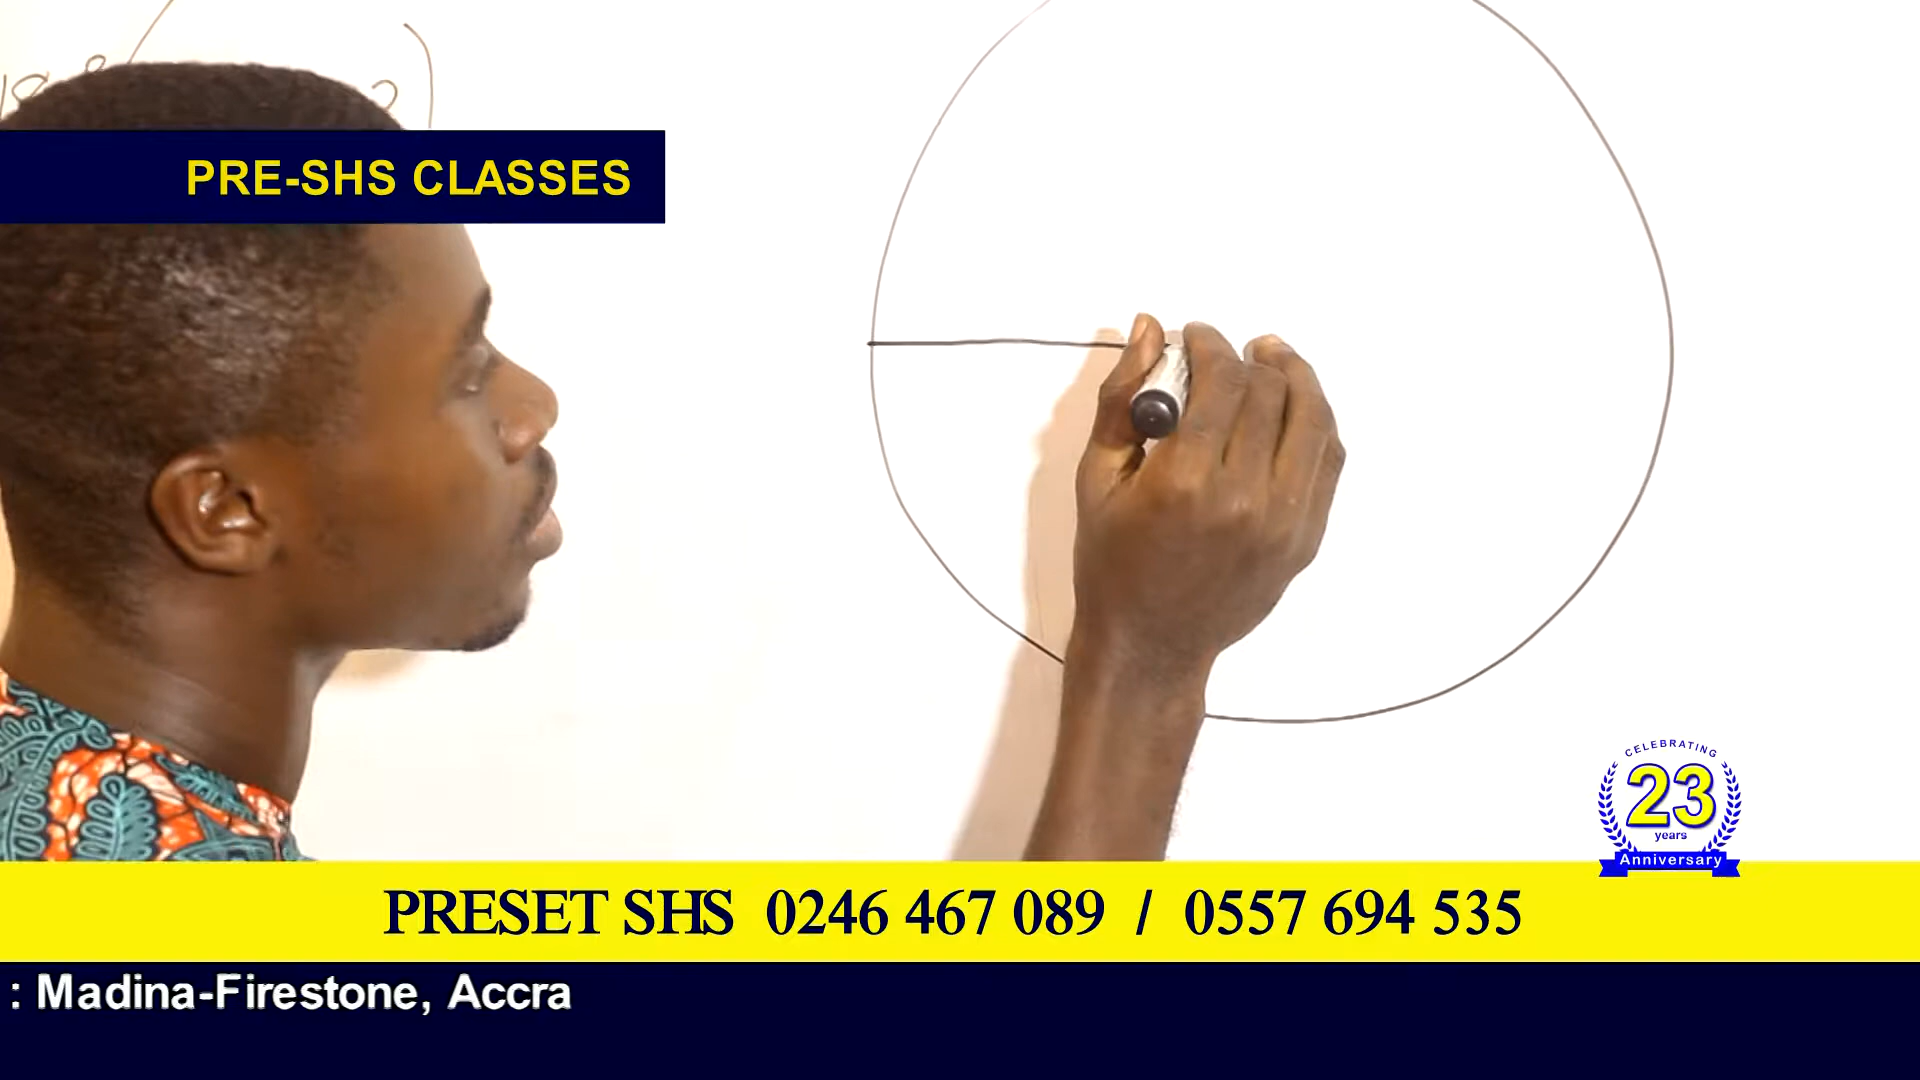 PRE-SHS CLASSES
CELEBRATING
23
years
Anniversary
PRESET SHS 0246 467 089 / 0557 694 535
: Madina-Firestone, Accra